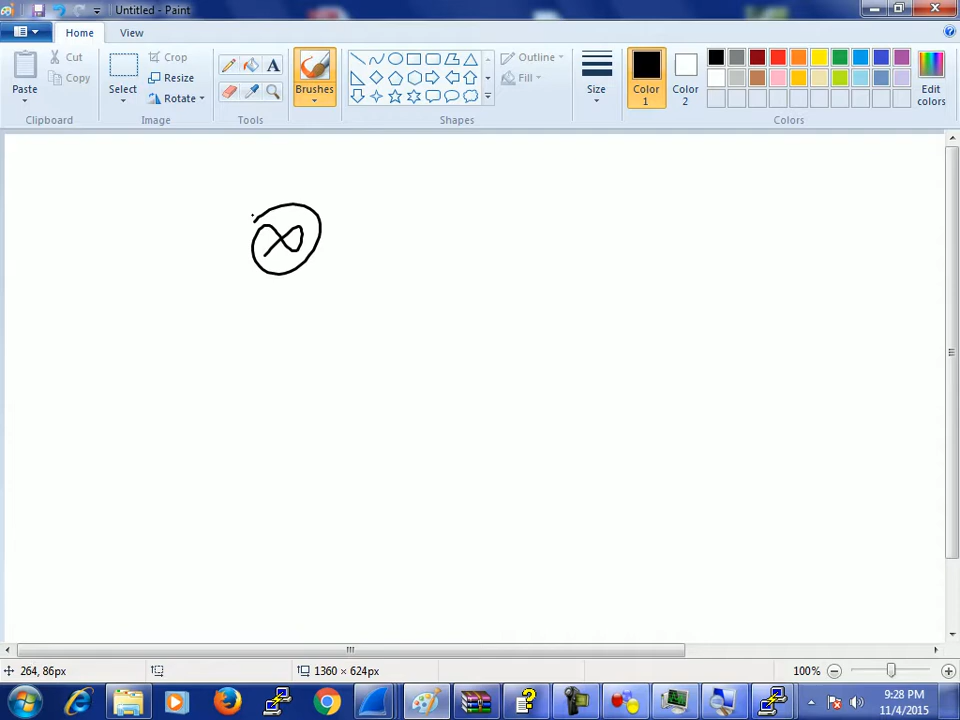 Untitled - Paint
Home View
Paste
Cut
Copy
Clipboard
Select
Crop
Resize
Rotate
Image
A
Tools
Brushes
Outline
Fill
Shapes
Size
Color 1
Color 2
Edit colors
Colors
264, 86px
1360 × 624px
100%
9:28 PM
11/4/2015